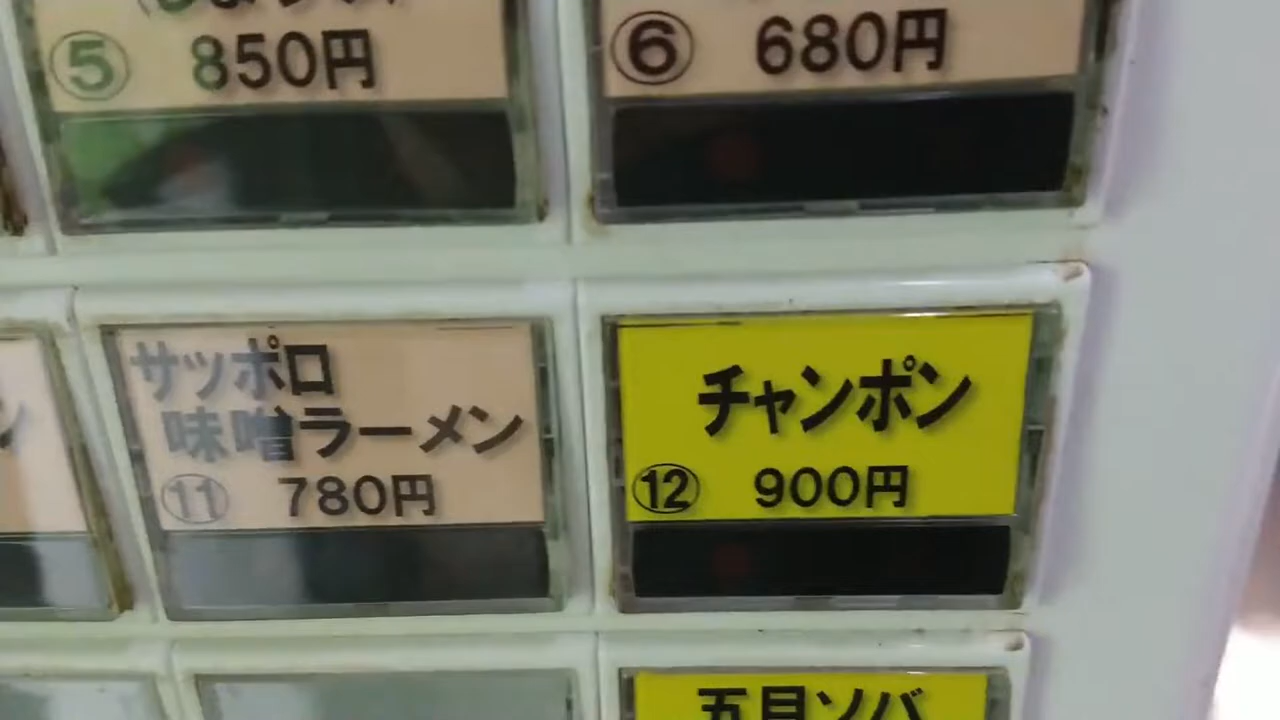 ⑤ 850円
⑥ 680円
サッポロ
味噌ラーメン
⑪ 780円
チャンポン
⑫ 900円
五目ソバ